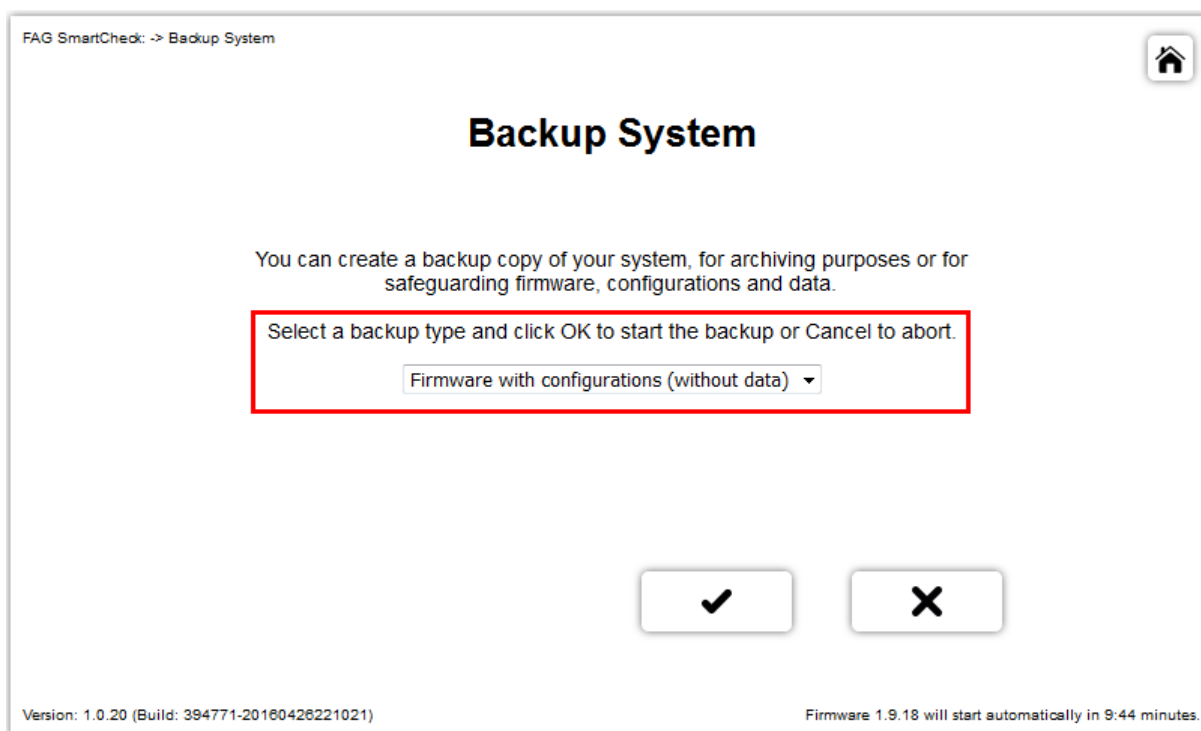 FAG SmartCheck: -> Backup System
Backup System
You can create a backup copy of your system, for archiving purposes or for
safeguarding firmware, configurations and data.
Select a backup type and click OK to start the backup or Cancel to abort.
Firmware with configurations (without data)
Version: 1.0.20 (Build: 394771-20160426221021)
Firmware 1.9.18 will start automatically in 9:44 minutes.